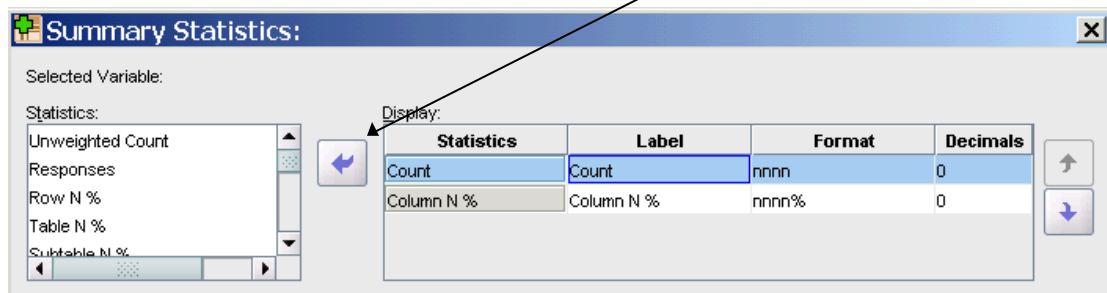 Summary Statistics:
Selected Variable:
Statistics:
Display:
Unweighted Count
Responses
Row N %
Table N %
Subtable N %
Statistics Label Format Decimals
Count Count nnnn 0
Column N % Column N % nnnn% 0